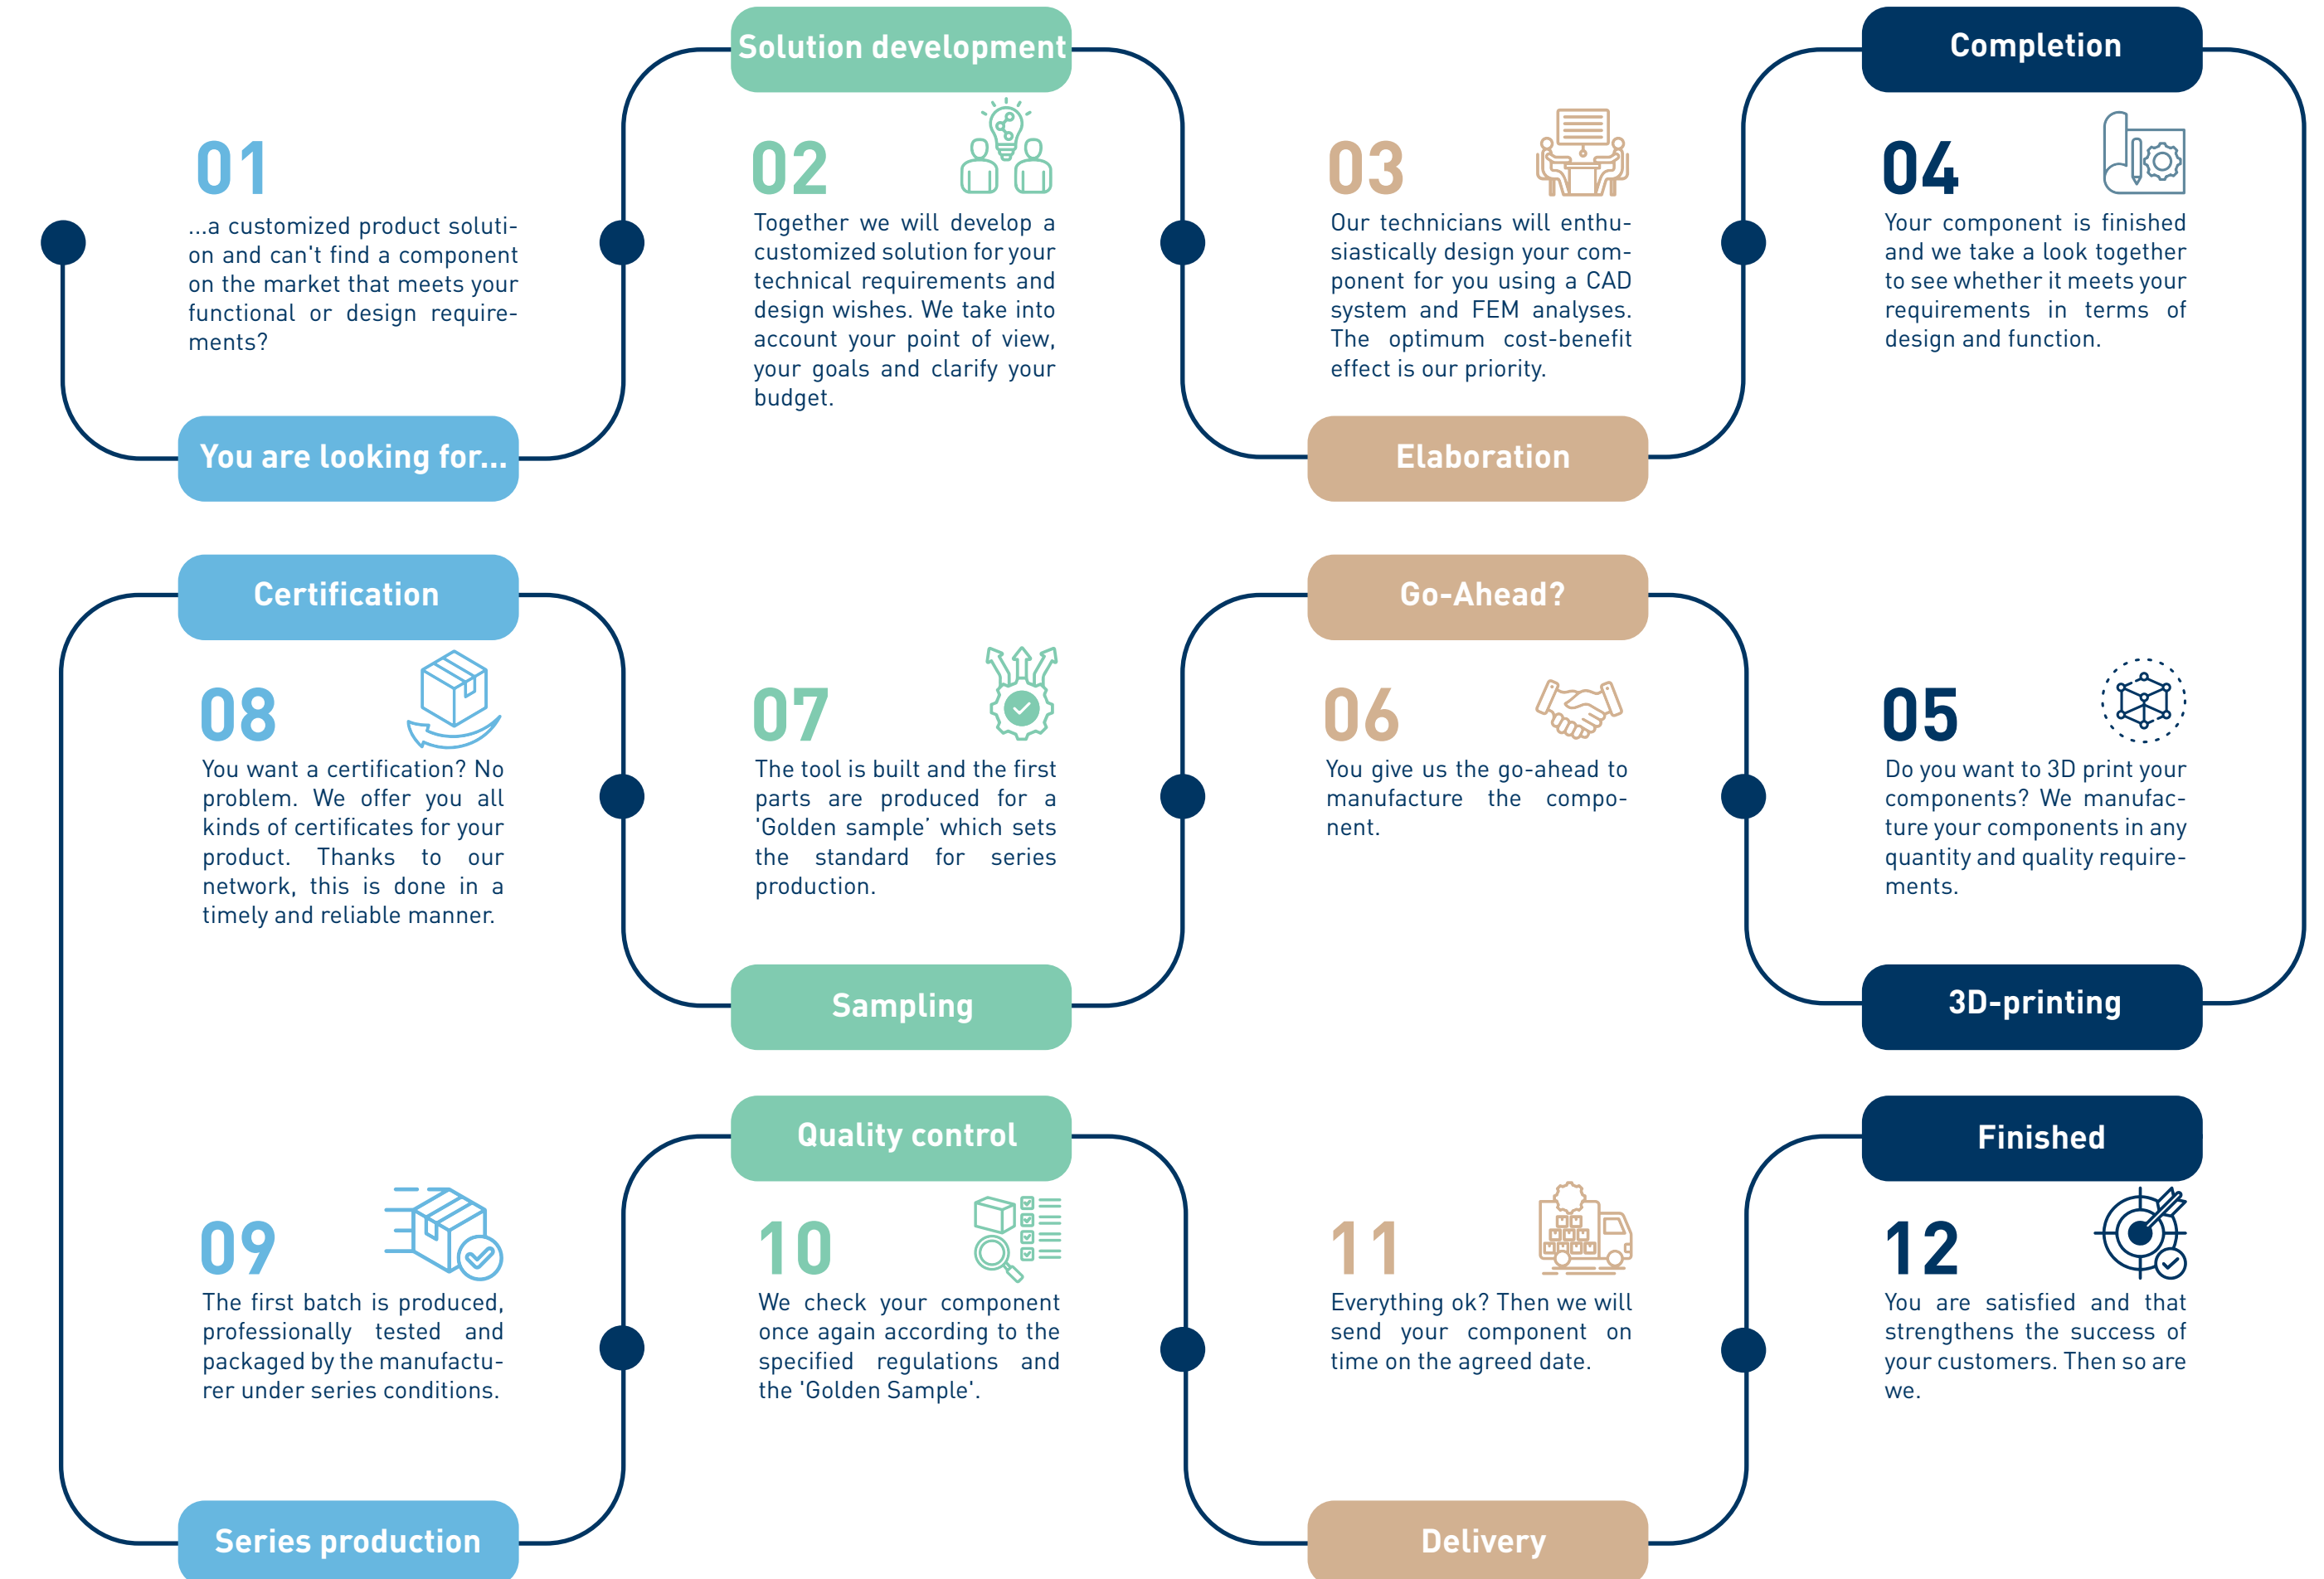 01
...a customized product soluti-
on and can't find a component
on the market that meets your
functional or design require-
ments?
You are looking for...
Solution development
02
Together we will develop a
customized solution for your
technical requirements and
design wishes. We take into
account your point of view,
your goals and clarify your
budget.
03
Our technicians will enthu-
siastically design your com-
ponent for you using a CAD
system and FEM analyses.
The optimum cost-benefit
effect is our priority.
Elaboration
Completion
04
Your component is finished
and we take a look together
to see whether it meets your
requirements in terms of
design and function.
05
Do you want to 3D print your
components? We manufac-
ture your components in any
quantity and quality require-
ments.
3D-printing
Go-Ahead?
06
You give us the go-ahead to
manufacture the compo-
nent.
07
The tool is built and the first
parts are produced for a
'Golden sample’ which sets
the standard for series
production.
Sampling
Certification
08
You want a certification? No
problem. We offer you all
kinds of certificates for your
product. Thanks to our
network, this is done in a
timely and reliable manner.
09
The first batch is produced,
professionally tested and
packaged by the manufactu-
rer under series conditions.
Series production
Quality control
10
We check your component
once again according to the
specified regulations and
the 'Golden Sample'.
11
Everything ok? Then we will
send your component on
time on the agreed date.
Delivery
Finished
12
You are satisfied and that
strengthens the success of
your customers. Then so are
we.